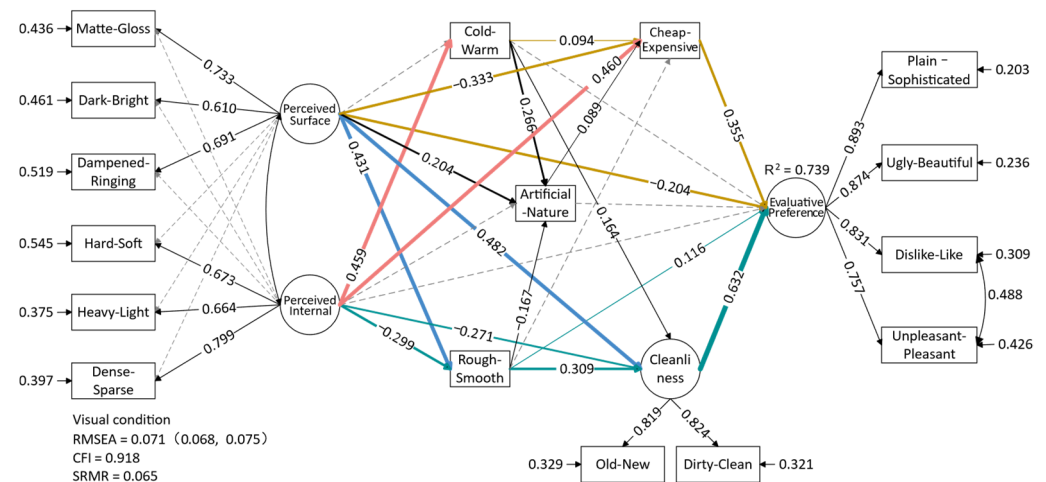 0.436
Matte-Gloss
0.461
Dark-Bright
0.519
Dampened-
Ringing
0.545
Hard-Soft
0.375
Heavy-Light
0.397
Dense-
Sparse
0.733
0.610
0.691
0.673
0.664
0.799
Perceived
Surface
Perceived
Internal
Cold-
Warm
0.094
Cheap-
Expensive
−0.333
0.460
0.266
0.089
0.431
0.204
0.355
−0.204
Artificial
-Nature
0.164
0.482
0.459
0.116
0.632
−0.167
−0.271
−0.299
Rough-
Smooth
0.309
Cleanli
ness
R² = 0.739
Evaluative
Preference
0.893
0.874
0.831
0.757
Plain −
Sophisticated
0.203
Ugly-Beautiful
0.236
Dislike-Like
0.309
0.488
Unpleasant-
Pleasant
0.426
0.819
0.824
0.329
Old-New
Dirty-Clean
0.321
Visual condition
RMSEA = 0.071（0.068, 0.075）
CFI = 0.918
SRMR = 0.065